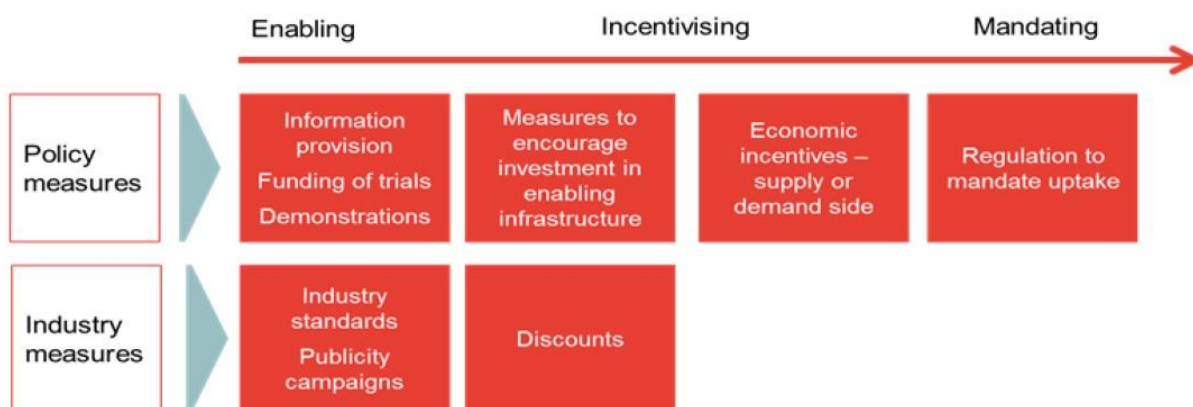 Enabling
Incentivising
Mandating
Policy
measures
Information
provision
Funding of trials
Demonstrations
Measures to
encourage
investment in
enabling
infrastructure
Economic
incentives –
supply or
demand side
Regulation to
mandate uptake
Industry
measures
Industry
standards
Publicity
campaigns
Discounts